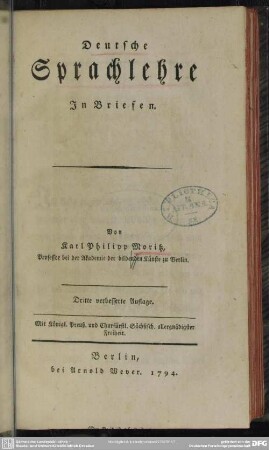 Deutsche
Sprachlehre
In Briefen.
Von
Karl Philipp Moritz,
Professor bei der Akademie der bildenden Künste zu Berlin.
Dritte verbesserte Auflage.
Mit Königl. Preuß. und Churfürstl. Sächsisch. allergnädigster
Freiheit.
Berlin,
bei Arnold Wever. 1794.